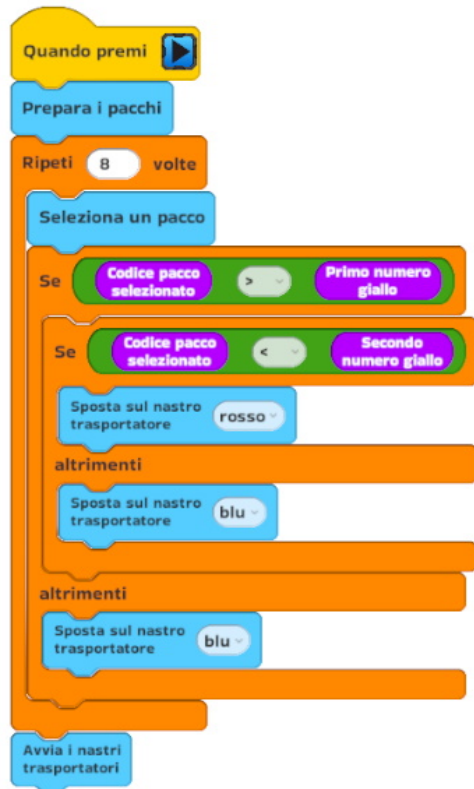 Quando premi
Prepara i pacchi
Ripeti 8 volte
Seleziona un pacco
Se Codice pacco selezionato > Primo numero giallo
Se Codice pacco selezionato < Secondo numero giallo
Sposta sul nastro
trasportatore rosso
altrimenti
Sposta sul nastro
trasportatore blu
altrimenti
Sposta sul nastro
trasportatore blu
Avvia i nastri
trasportatori